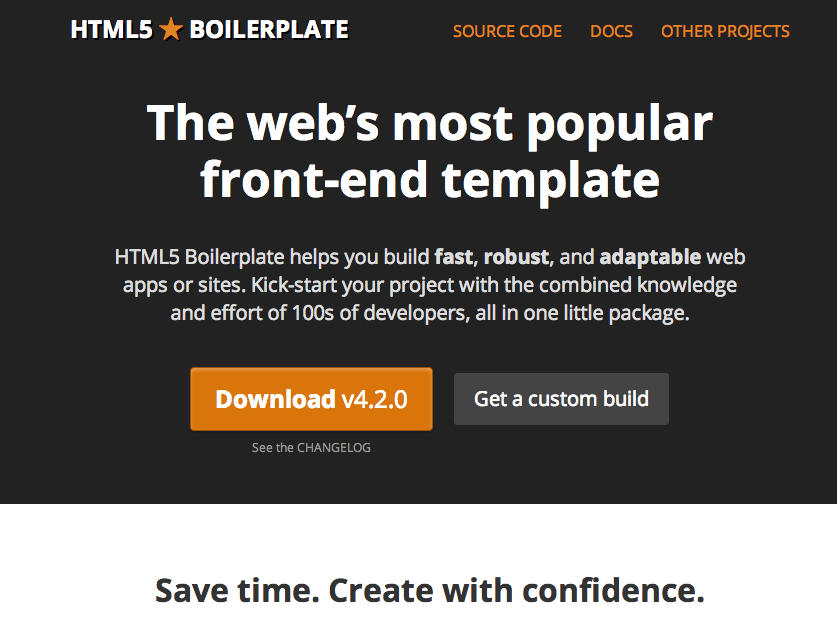 HTML5 ★ BOILERPLATE
SOURCE CODE DOCS OTHER PROJECTS
The web’s most popular
front-end template
HTML5 Boilerplate helps you build fast, robust, and adaptable web
apps or sites. Kick-start your project with the combined knowledge
and effort of 100s of developers, all in one little package.
Download v4.2.0
Get a custom build
See the CHANGELOG
Save time. Create with confidence.